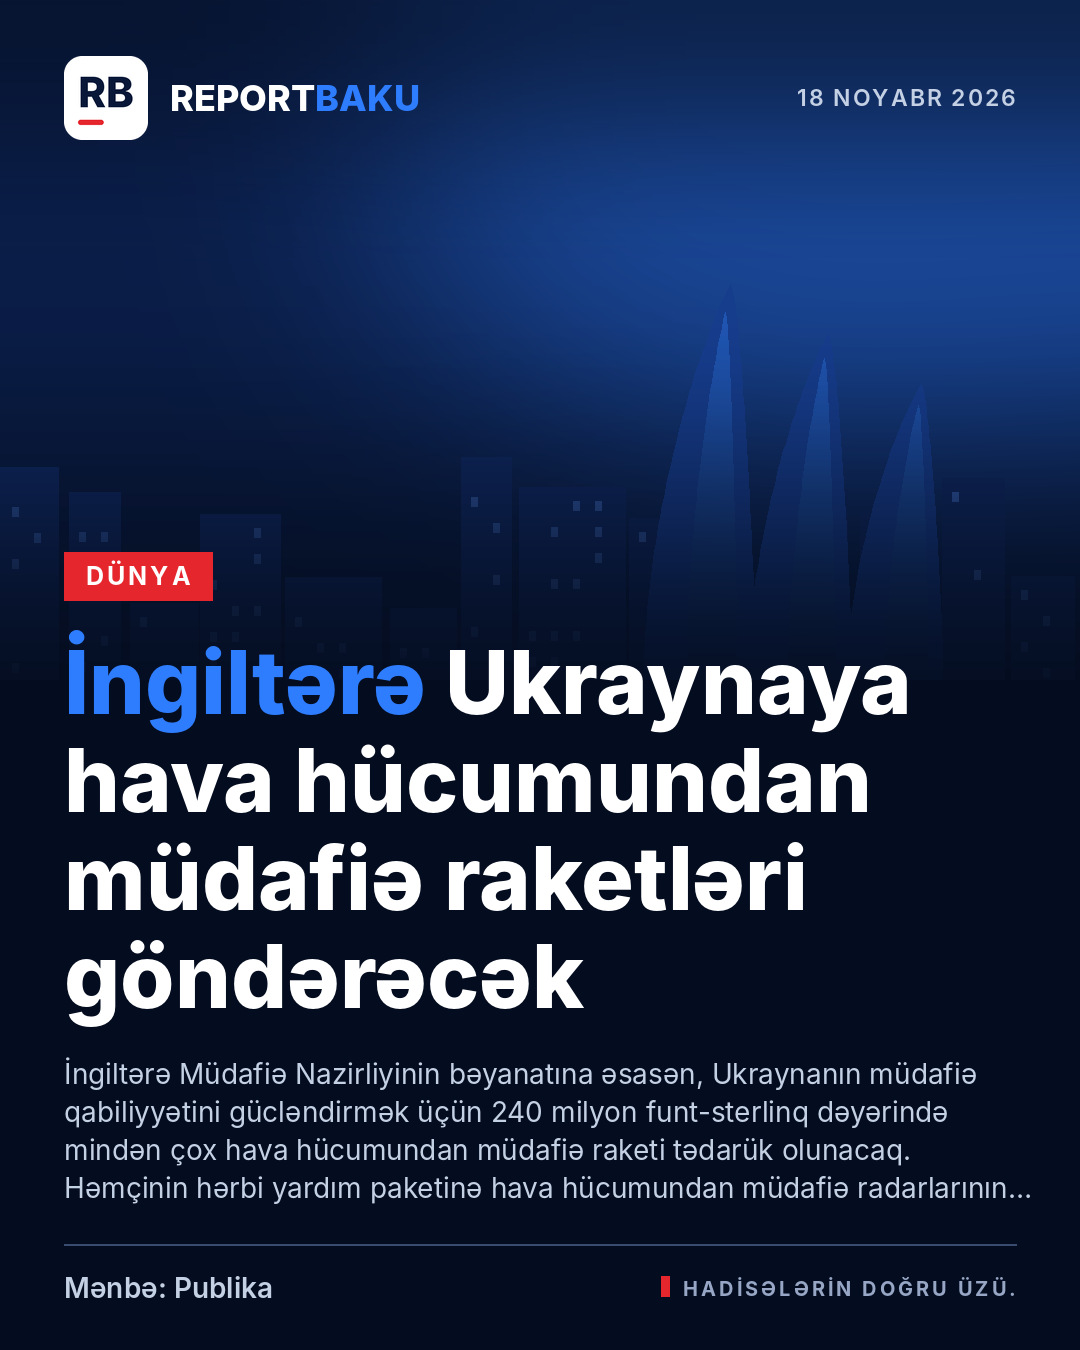 RB
REPORTBAKU
18 NOYABR 2026
DÜNYA
İngiltərə Ukraynaya
hava hücumundan
müdafiə raketləri
göndərəcək
İngiltərə Müdafiə Nazirliyinin bəyanatına əsasən, Ukraynanın müdafiə
qabiliyyətini gücləndirmək üçün 240 milyon funt-sterlinq dəyərində
mindən çox hava hücumundan müdafiə raketi tədarük olunacaq.
Həmçinin hərbi yardım paketinə hava hücumundan müdafiə radarlarının...
Mənbə: Publika
HADİSƏLƏRİN DOĞRU ÜZÜ.